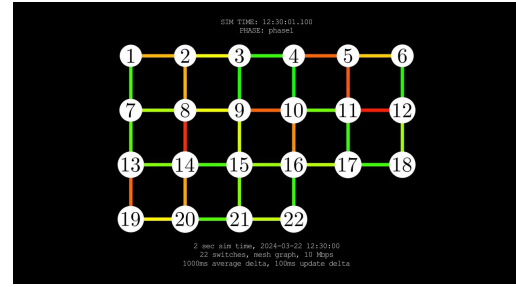 SIM TIME: 12:30:01.100
PHASE: phase1
1 2 3 4 5 6
7 8 9 10 11 12
13 14 15 16 17 18
19 20 21 22
2 sec sim time, 2024-03-22 12:30:00
22 switches, mesh graph, 10 Mbps
1000ms average delta, 100ms update delta